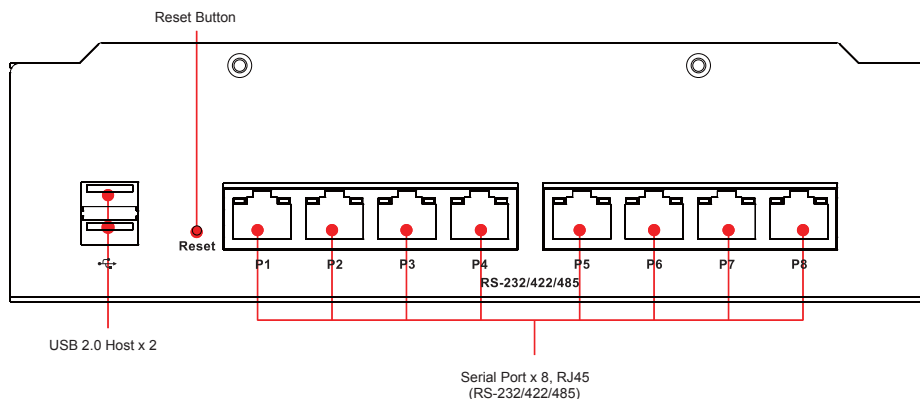 Reset Button
Reset
P1 P2 P3 P4 P5 P6 P7 P8
RS-232/422/485
USB 2.0 Host x 2
Serial Port x 8, RJ45
(RS-232/422/485)